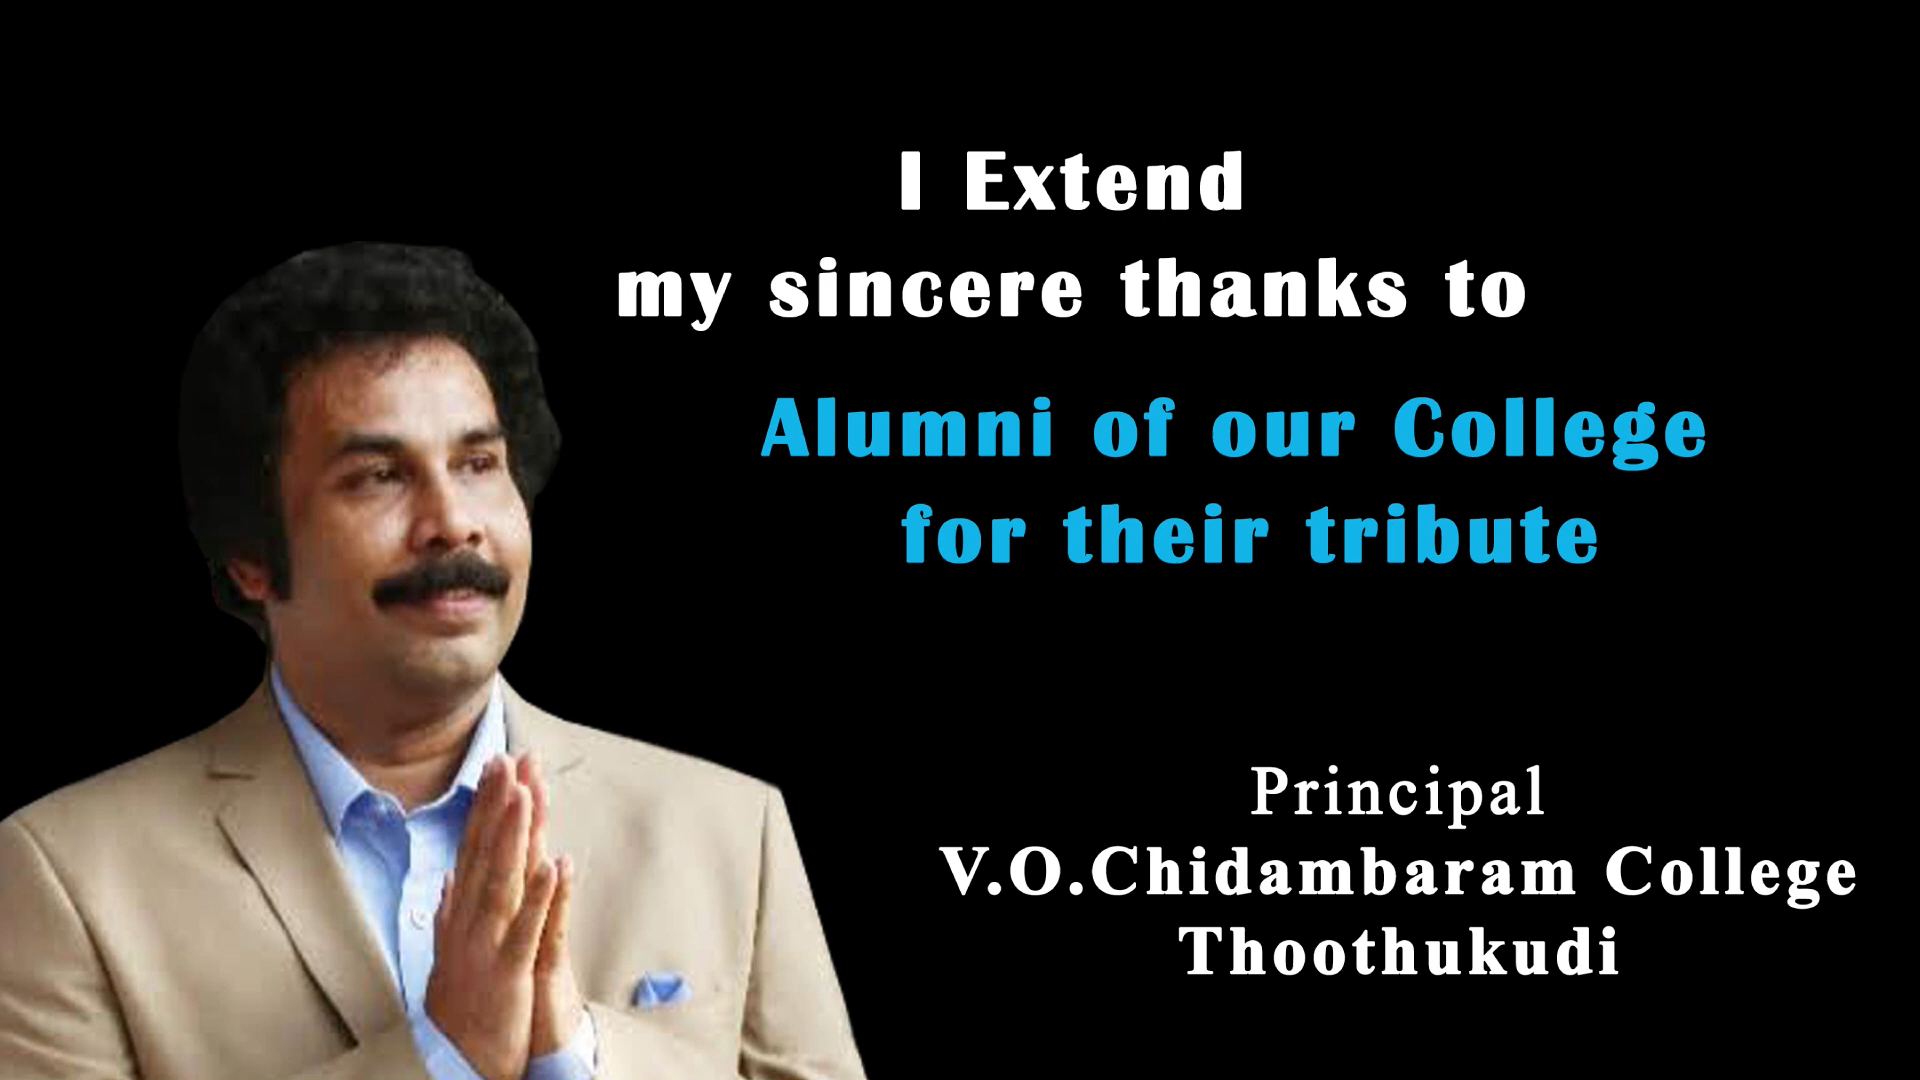 I Extend
my sincere thanks to
Alumni of our College
for their tribute
Principal
V.O.Chidambaram College
Thoothukudi